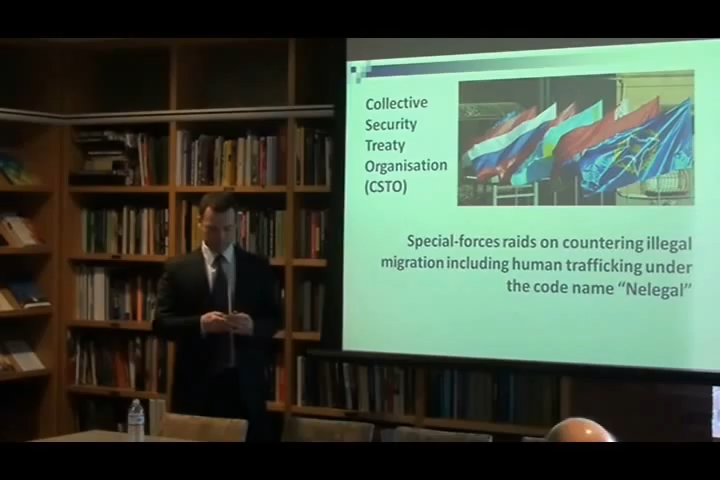 Collective
Security
Treaty
Organisation
(CSTO)
Special-forces raids on countering illegal
migration including human trafficking under
the code name “Nelegal”